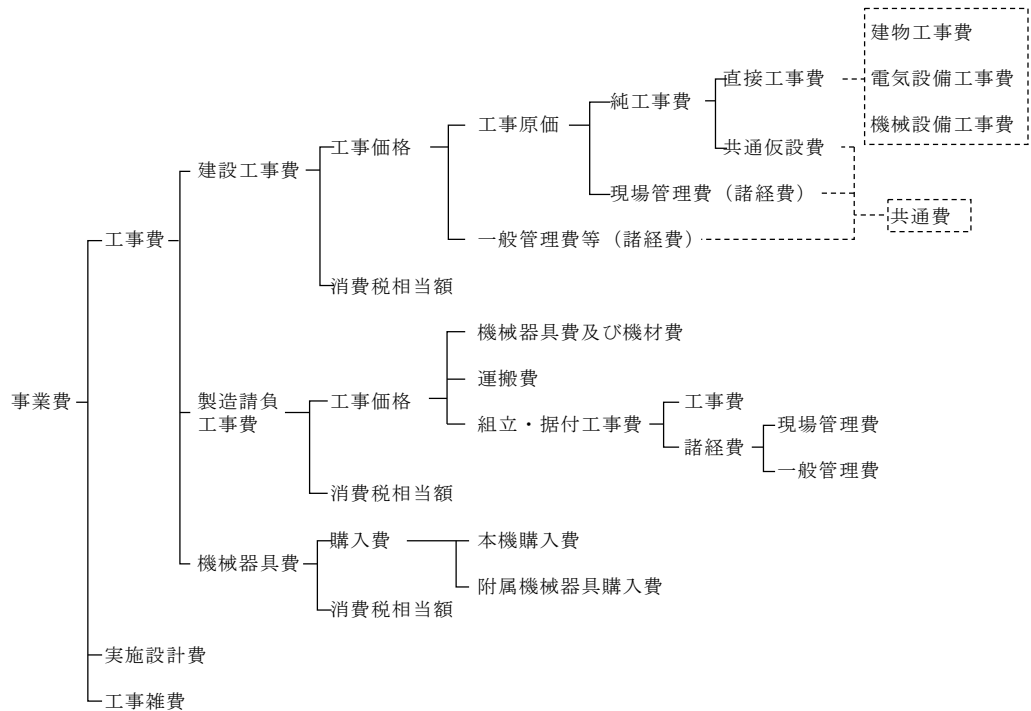 建物工事費
直接工事費
電気設備工事費
純工事費
機械設備工事費
工事原価
工事価格
共通仮設費
建設工事費
現場管理費（諸経費）
共通費
工事費
一般管理費等（諸経費）
消費税相当額
機械器具費及び機材費
運搬費
事業費
製造請負
工事費
工事価格
工事費
組立・据付工事費
現場管理費
諸経費
一般管理費
消費税相当額
購入費
本機購入費
機械器具費
附属機械器具購入費
消費税相当額
実施設計費
工事雑費